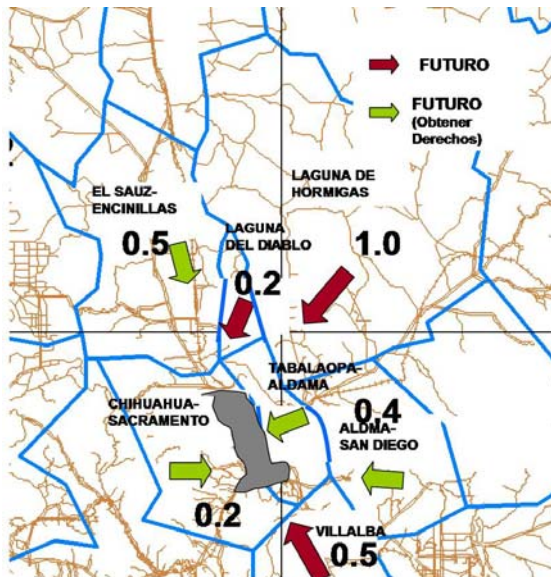 FUTURO
FUTURO
(Obtener
Derechos)
EL SAUZ-
ENCINILLAS
0.5
LAGUNA
DEL DIABLO
0.2
LAGUNA DE
HORMIGAS
1.0
TABALAOPA-
ALDAMA
CHIHUAHUA-
SACRAMENTO
0.2
0.4
ALDMA-
SAN DIEGO
VILLALBA
0.5